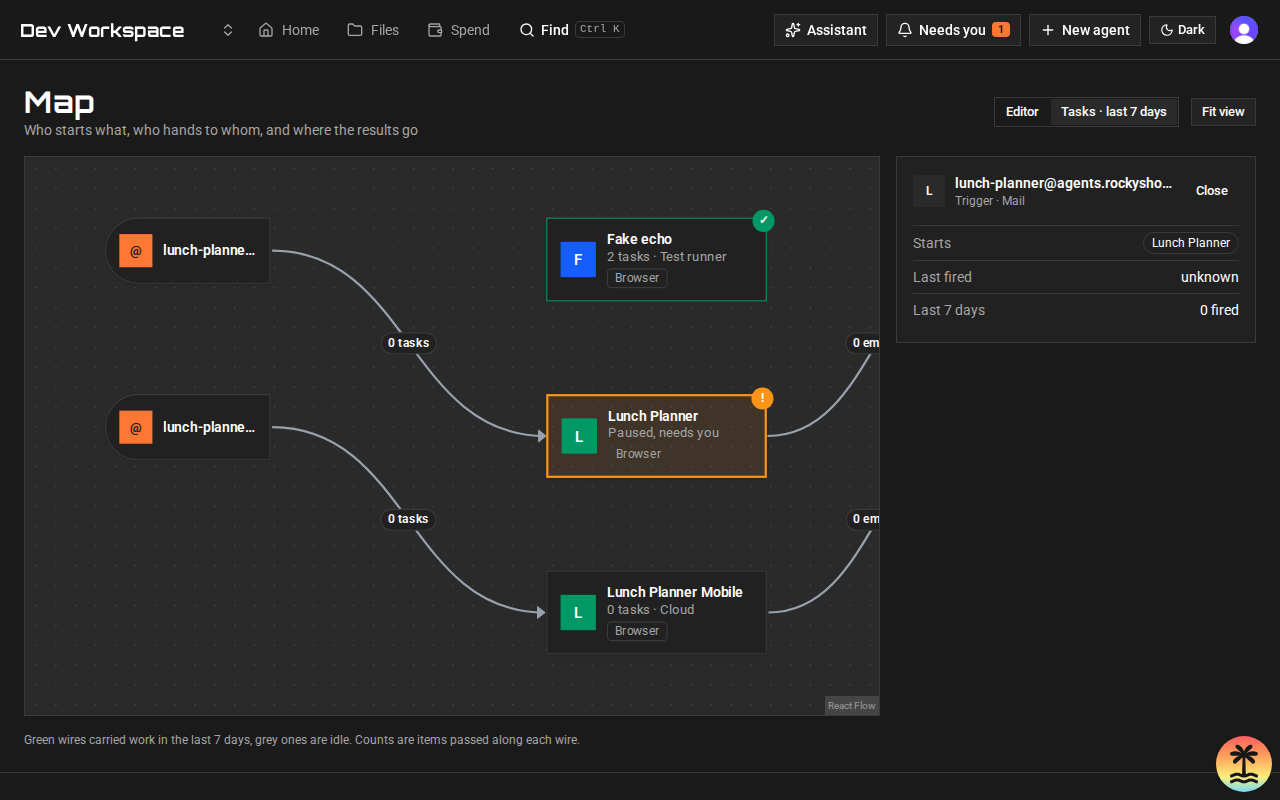 Dev Workspace
Home
Files
Spend
Find Ctrl K
Assistant
Needs you 1
New agent
Dark
Map
Who starts what, who hands to whom, and where the results go
Editor
Tasks · last 7 days
Fit view
@ lunch-planne...
F
Fake echo
2 tasks · Test runner
Browser
✓
0 tasks
0 em
@ lunch-planne...
L
Lunch Planner
Paused, needs you
Browser
!
0 tasks
0 em
L
Lunch Planner Mobile
0 tasks · Cloud
Browser
React Flow
L
lunch-planner@agents.rockysho...
Trigger · Mail
Close
Starts
Lunch Planner
Last fired
unknown
Last 7 days
0 fired
Green wires carried work in the last 7 days, grey ones are idle. Counts are items passed along each wire.